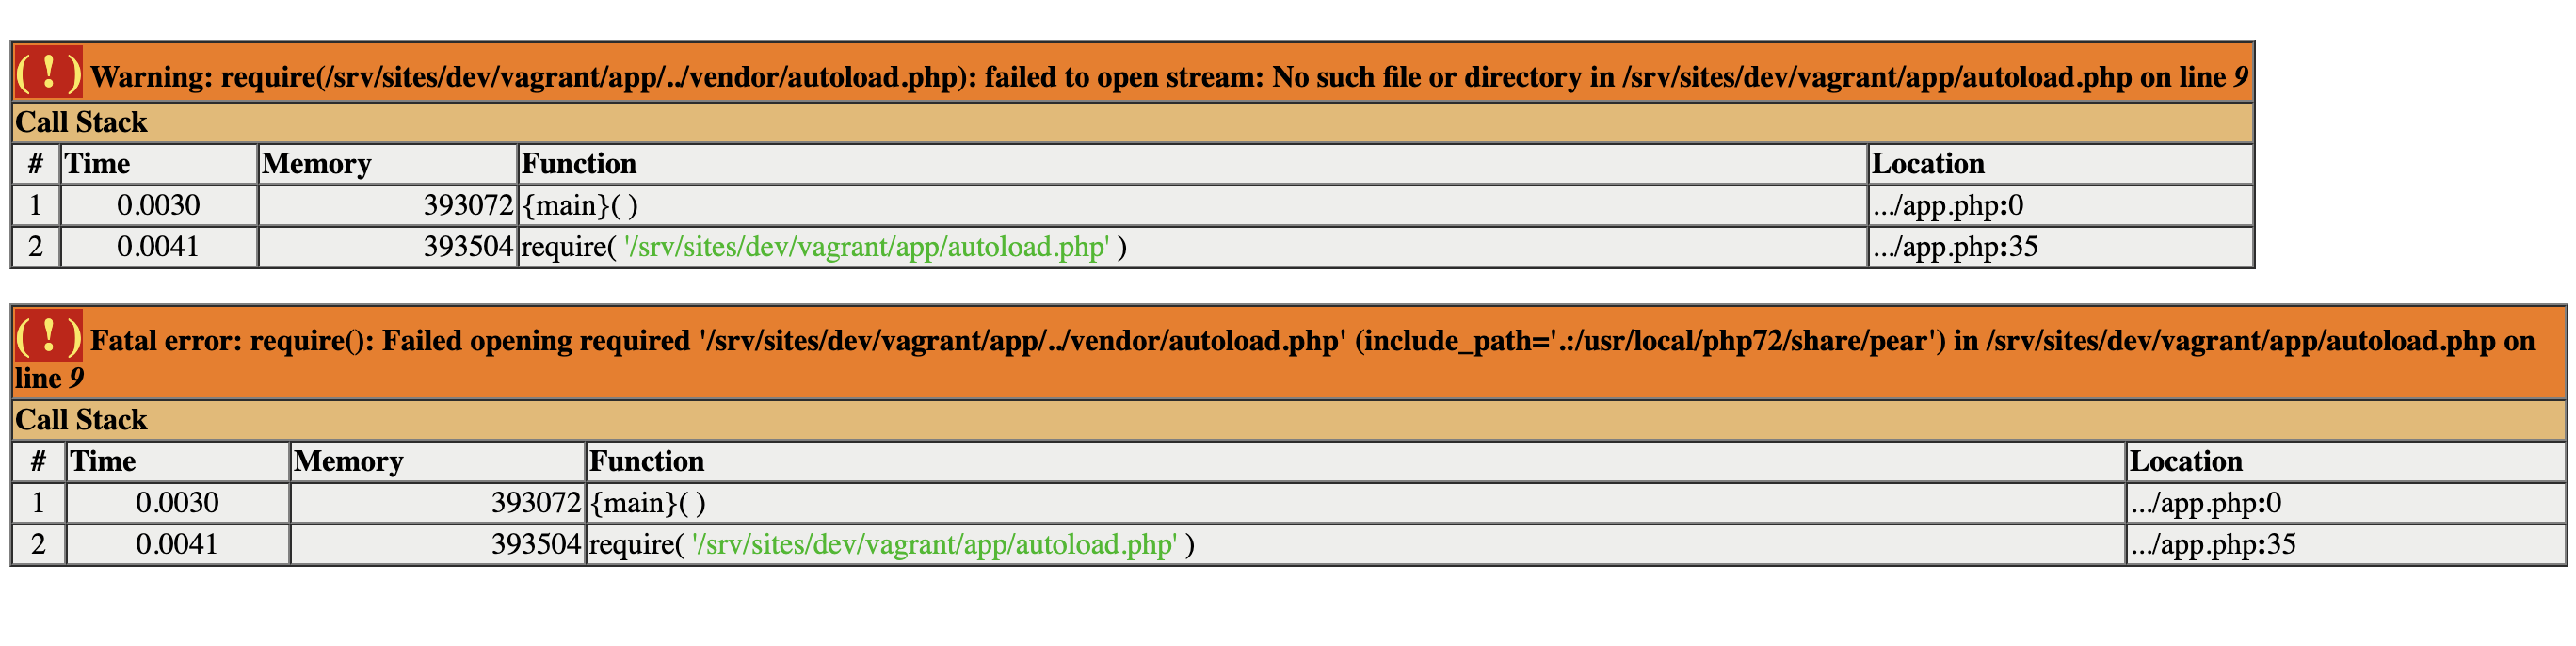 ( ! ) Warning: require(/srv/sites/dev/vagrant/app/../vendor/autoload.php): failed to open stream: No such file or directory in /srv/sites/dev/vagrant/app/autoload.php on line 9
Call Stack
# Time Memory Function Location
1 0.0030 393072 {main}( ) .../app.php:0
2 0.0041 393504 require( '/srv/sites/dev/vagrant/app/autoload.php' ) .../app.php:35
( ! ) Fatal error: require(): Failed opening required '/srv/sites/dev/vagrant/app/../vendor/autoload.php' (include_path='.:/usr/local/php72/share/pear') in /srv/sites/dev/vagrant/app/autoload.php on
line 9
Call Stack
# Time Memory Function Location
1 0.0030 393072 {main}( ) .../app.php:0
2 0.0041 393504 require( '/srv/sites/dev/vagrant/app/autoload.php' ) .../app.php:35